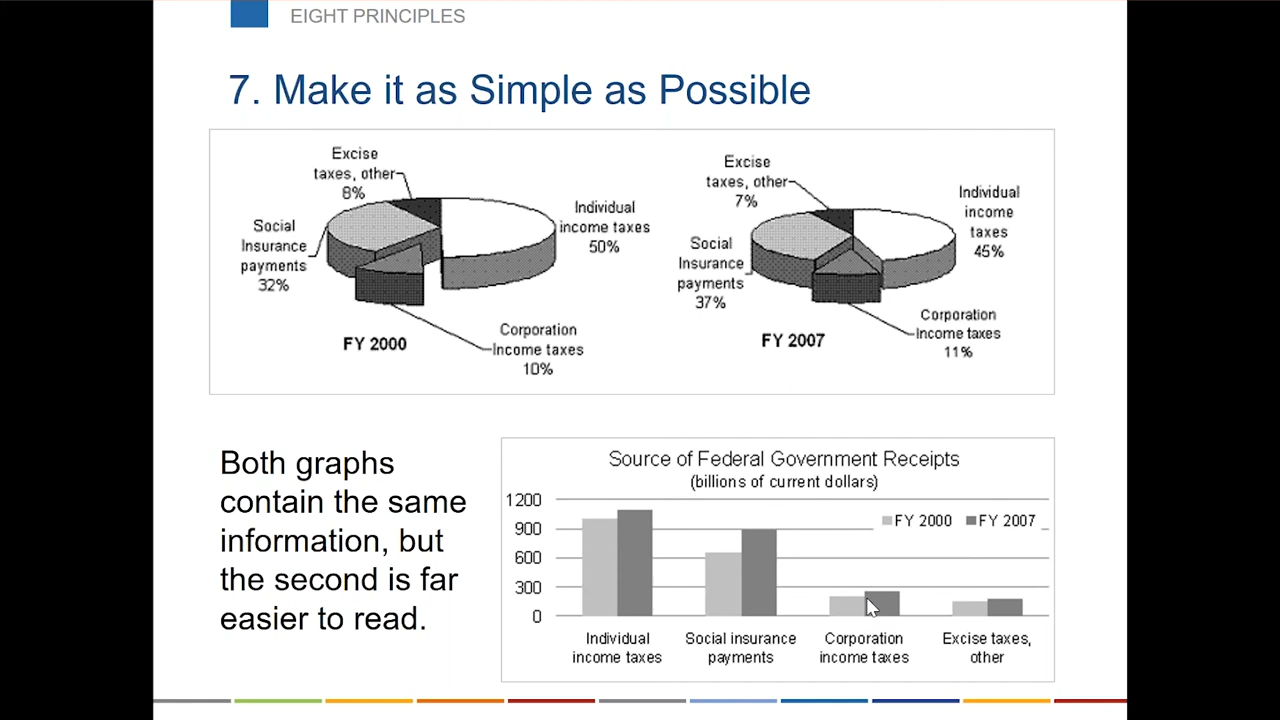 EIGHT PRINCIPLES
7. Make it as Simple as Possible
Excise
taxes, other
8%
Social
Insurance
payments
32%
Individual
income taxes
50%
Corporation
Income taxes
10%
FY 2000
Excise
taxes, other
7%
Social
Insurance
payments
37%
Individual
income
taxes
45%
Corporation
Income taxes
11%
FY 2007
Both graphs
contain the same
information, but
the second is far
easier to read.
Source of Federal Government Receipts
(billions of current dollars)
1200
900
600
300
0
FY 2000 FY 2007
Individual
income taxes
Social insurance
payments
Corporation
income taxes
Excise taxes,
other